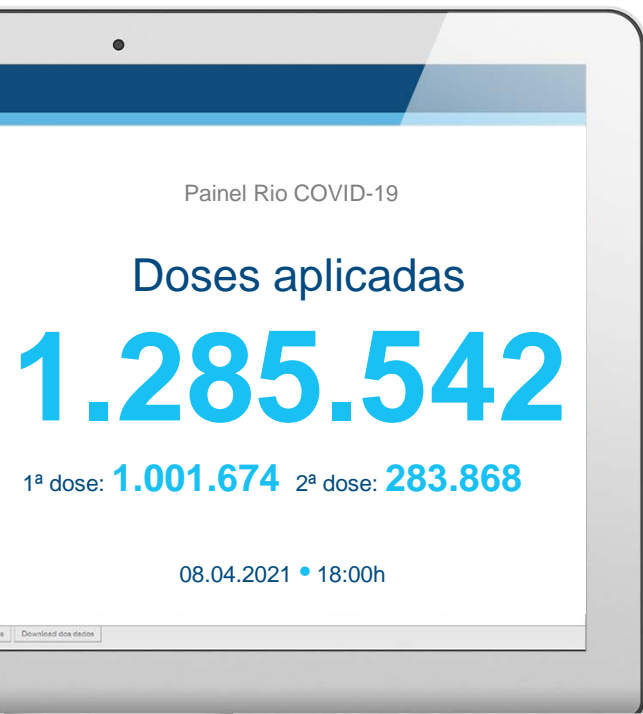 Painel Rio COVID-19
Doses aplicadas
1.285.542
1ª dose: 1.001.674 2ª dose: 283.868
08.04.2021 • 18:00h
Download dos dados